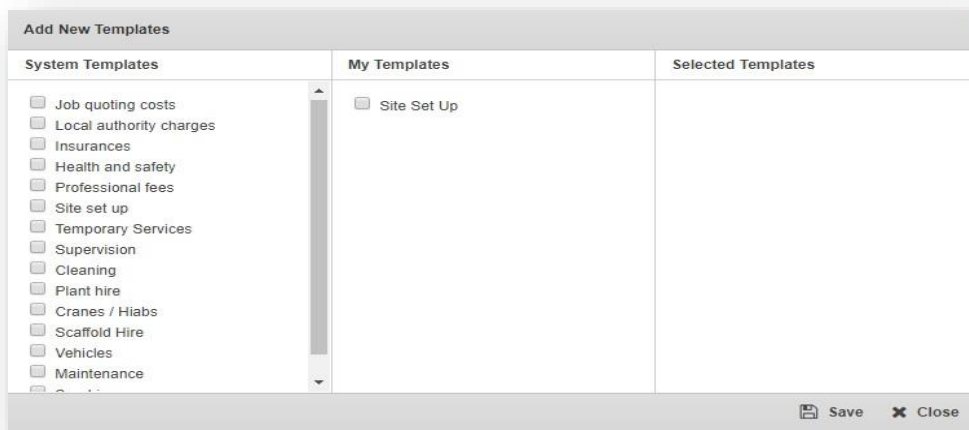 Add New Templates
System Templates
My Templates
Selected Templates
Job quoting costs
Local authority charges
Insurances
Health and safety
Professional fees
Site set up
Temporary Services
Supervision
Cleaning
Plant hire
Cranes / Hiabs
Scaffold Hire
Vehicles
Maintenance
Site Set Up
Save
Close